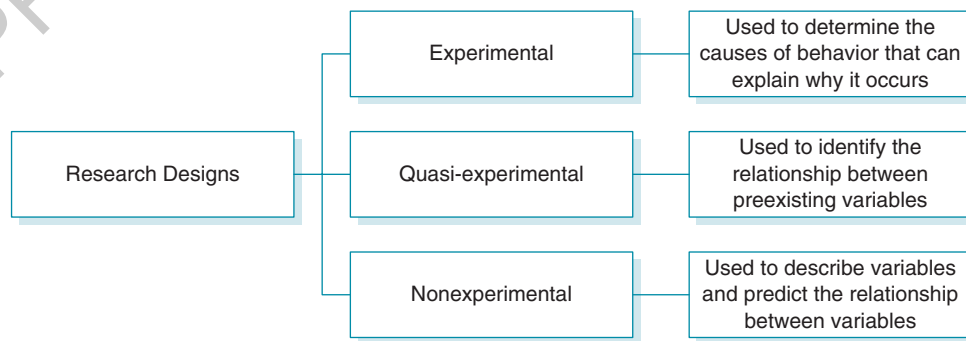 Research Designs
Experimental
Used to determine the
causes of behavior that can
explain why it occurs
Quasi-experimental
Used to identify the
relationship between
preexisting variables
Nonexperimental
Used to describe variables
and predict the relationship
between variables